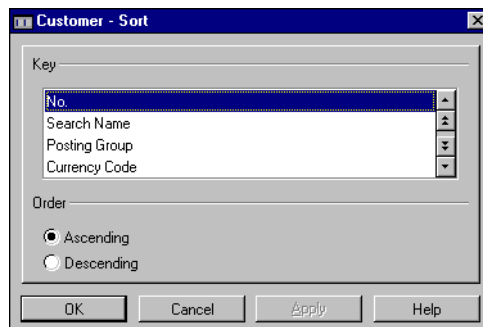 Customer - Sort
Key
No.
Search Name
Posting Group
Currency Code
Order
Ascending
Descending
OK Cancel Apply Help